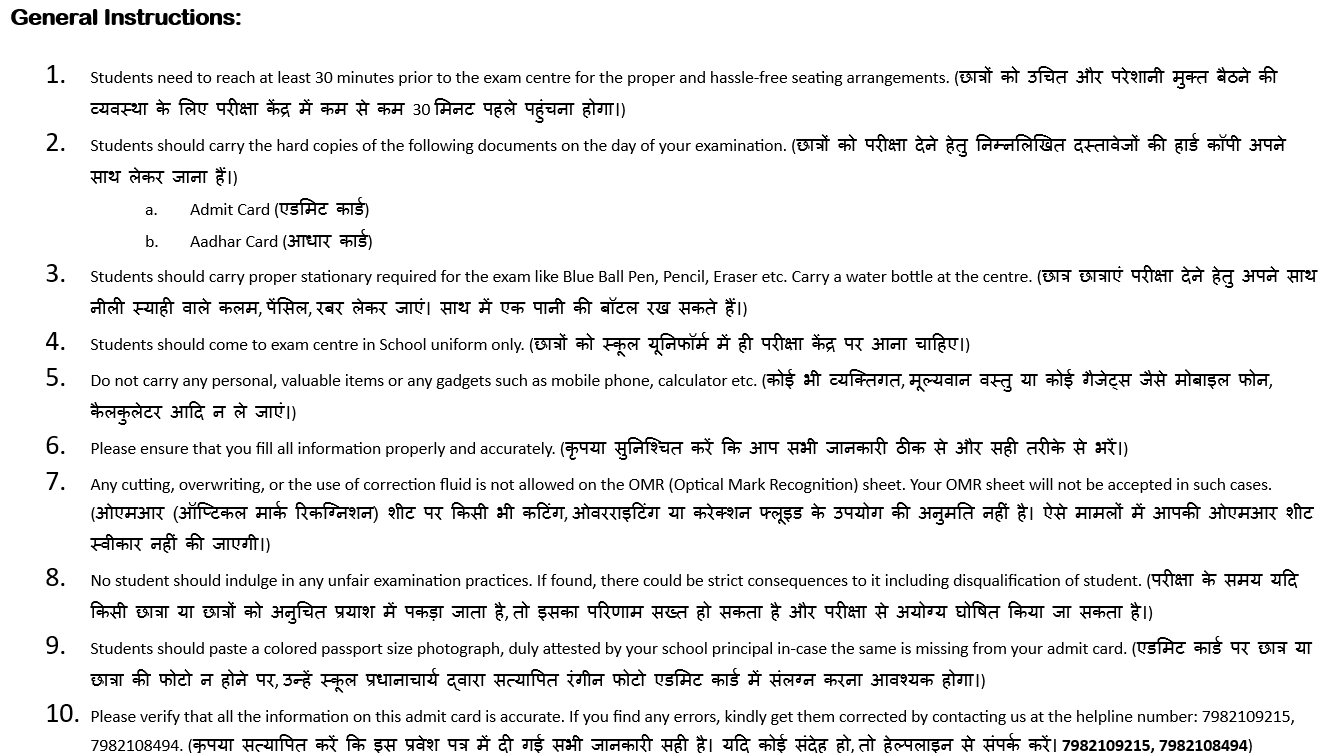 General Instructions:
1. Students need to reach at least 30 minutes prior to the exam centre for the proper and hassle-free seating arrangements. (छात्रों को उचित और परेशानी मुक्त बैठने की
व्यवस्था के लिए परीक्षा केंद्र में कम से कम 30 मिनट पहले पहुंचना होगा।)
2. Students should carry the hard copies of the following documents on the day of your examination. (छात्रों को परीक्षा देने हेतु निम्नलिखित दस्तावेजों की हार्ड कॉपी अपने
साथ लेकर जाना हैं।)
a. Admit Card (एडमिट कार्ड)
b. Aadhar Card (आधार कार्ड)
3. Students should carry proper stationary required for the exam like Blue Ball Pen, Pencil, Eraser etc. Carry a water bottle at the centre. (छात्र छात्राएं परीक्षा देने हेतु अपने साथ
नीली स्याही वाले कलम, पेंसिल, रबर लेकर जाएं। साथ में एक पानी की बॉटल रख सकते हैं।)
4. Students should come to exam centre in School uniform only. (छात्रों को स्कूल यूनिफॉर्म में ही परीक्षा केंद्र पर आना चाहिए।)
5. Do not carry any personal, valuable items or any gadgets such as mobile phone, calculator etc. (कोई भी व्यक्तिगत, मूल्यवान वस्तु या कोई गैजेट्स जैसे मोबाइल फोन,
कैलकुलेटर आदि न ले जाएं।)
6. Please ensure that you fill all information properly and accurately. (कृपया सुनिश्चित करें कि आप सभी जानकारी ठीक से और सही तरीके से भरें।)
7. Any cutting, overwriting, or the use of correction fluid is not allowed on the OMR (Optical Mark Recognition) sheet. Your OMR sheet will not be accepted in such cases.
(ओएमआर (ऑप्टिकल मार्क रिकग्निशन) शीट पर किसी भी कटिंग, ओवरराइटिंग या करेक्शन फ्लूइड के उपयोग की अनुमति नहीं है। ऐसे मामलों में आपकी ओएमआर शीट
स्वीकार नहीं की जाएगी।)
8. No student should indulge in any unfair examination practices. If found, there could be strict consequences to it including disqualification of student. (परीक्षा के समय यदि
किसी छात्रा या छात्रों को अनुचित प्रयाश में पकड़ा जाता है, तो इसका परिणाम सख्त हो सकता है और परीक्षा से अयोग्य घोषित किया जा सकता है।)
9. Students should paste a colored passport size photograph, duly attested by your school principal in-case the same is missing from your admit card. (एडमिट कार्ड पर छात्र या
छात्रा की फोटो न होने पर, उन्हें स्कूल प्रधानाचार्य द्वारा सत्यापित रंगीन फोटो एडमिट कार्ड में संलग्न करना आवश्यक होगा।)
10. Please verify that all the information on this admit card is accurate. If you find any errors, kindly get them corrected by contacting us at the helpline number: 7982109215,
7982108494. (कृपया सत्यापित करें कि इस प्रवेश पत्र में दी गई सभी जानकारी सही है। यदि कोई संदेह हो, तो हेल्पलाइन से संपर्क करें| 7982109215, 7982108494)